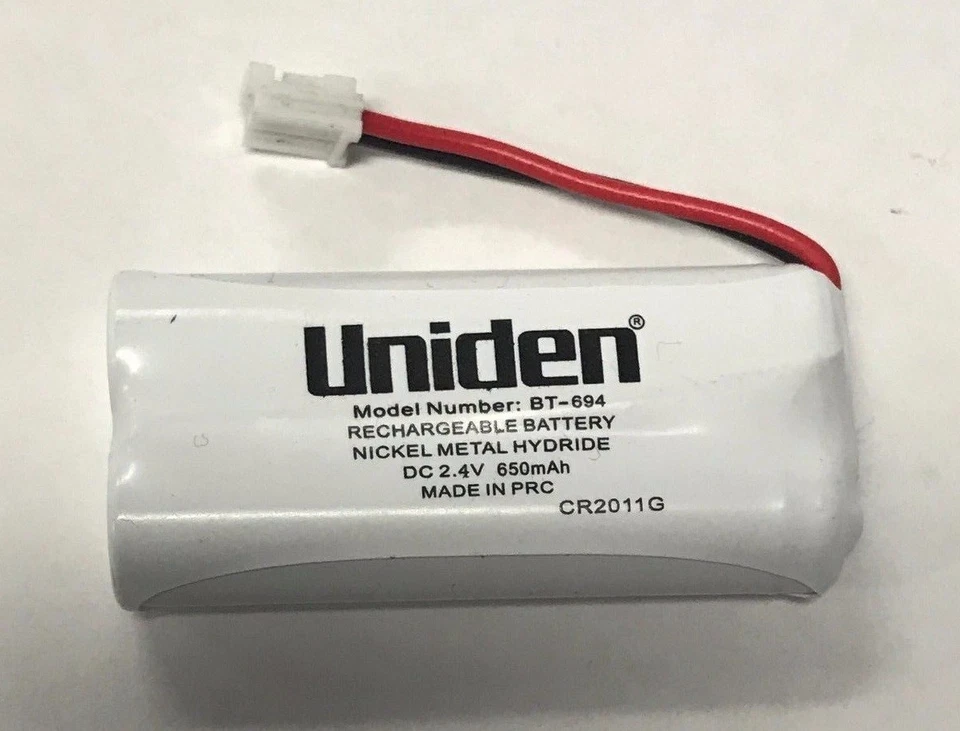 Uniden®
Model Number: BT-694
RECHARGEABLE BATTERY
NICKEL METAL HYDRIDE
DC 2.4V 650mAh
MADE IN PRC
CR2011G